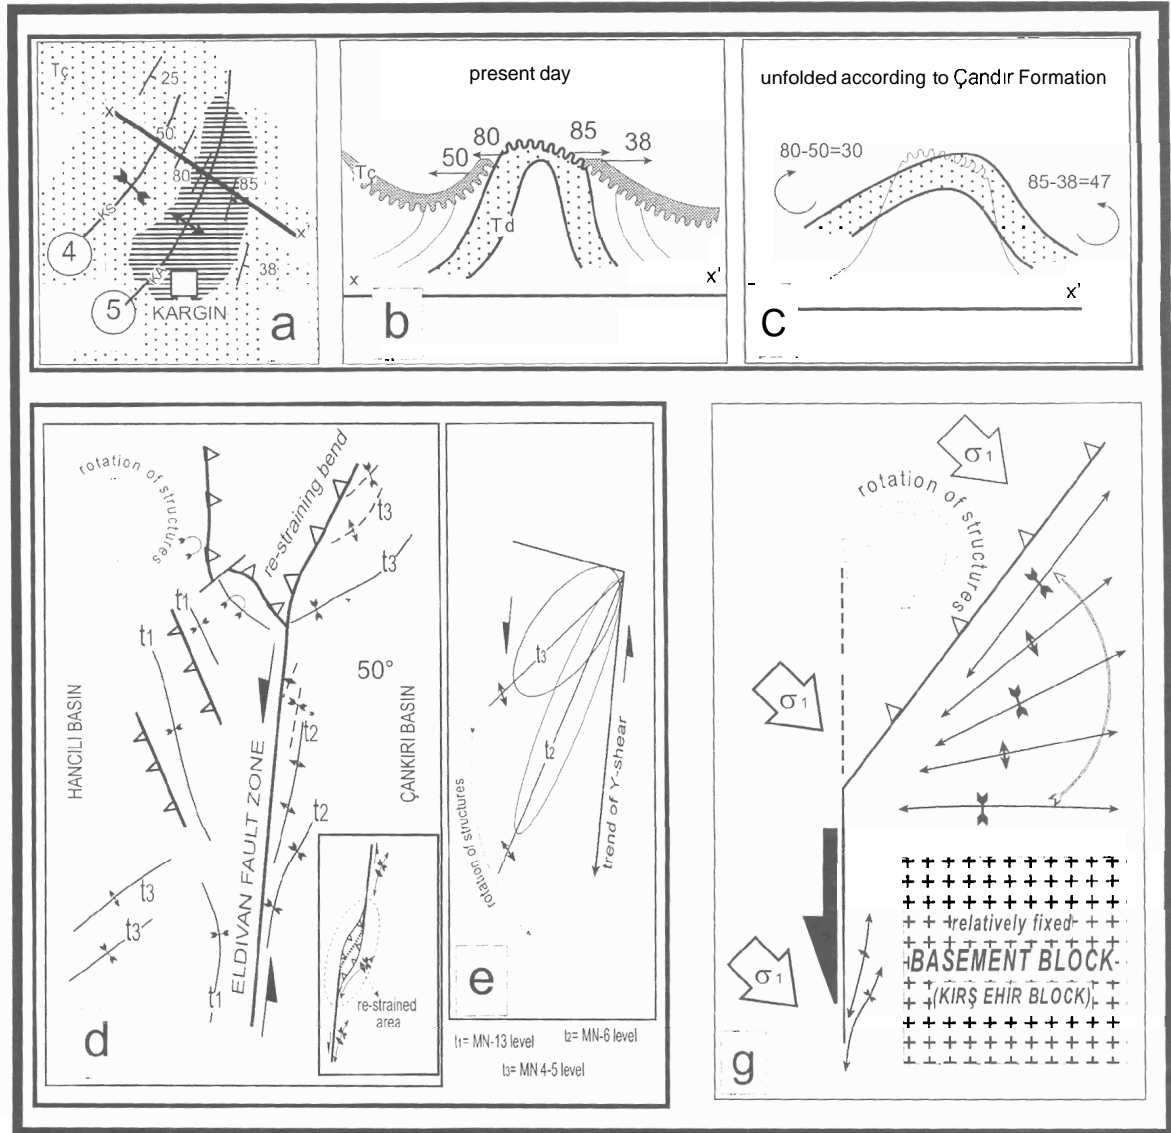 Tç
25
x
50
80
85
KS
4
x'
38
KA
5
KARGIN
a
present day
80
85
38
50
Tç
Td
x
x'
b
unfolded according to Çandır Formation
80-50=30
85-38=47
x'
c
rotation of structures
re-straining bend
t3
t3
t1
t1
50°
HANCILI BASIN
ÇANKIRI BASIN
ELDIVAN FAULT ZONE
t2
t2
t3
t3
t1
re-strained
area
d
t3
t2
trend of Y-shear
rotation of structures
e
t1= MN-13 level
t2= MN-6 level
t3= MN 4-5 level
σ1
rotation of structures
σ1
σ1
relatively fixed
BASEMENT BLOCK
(KIRŞ EHIR BLOCK)
g